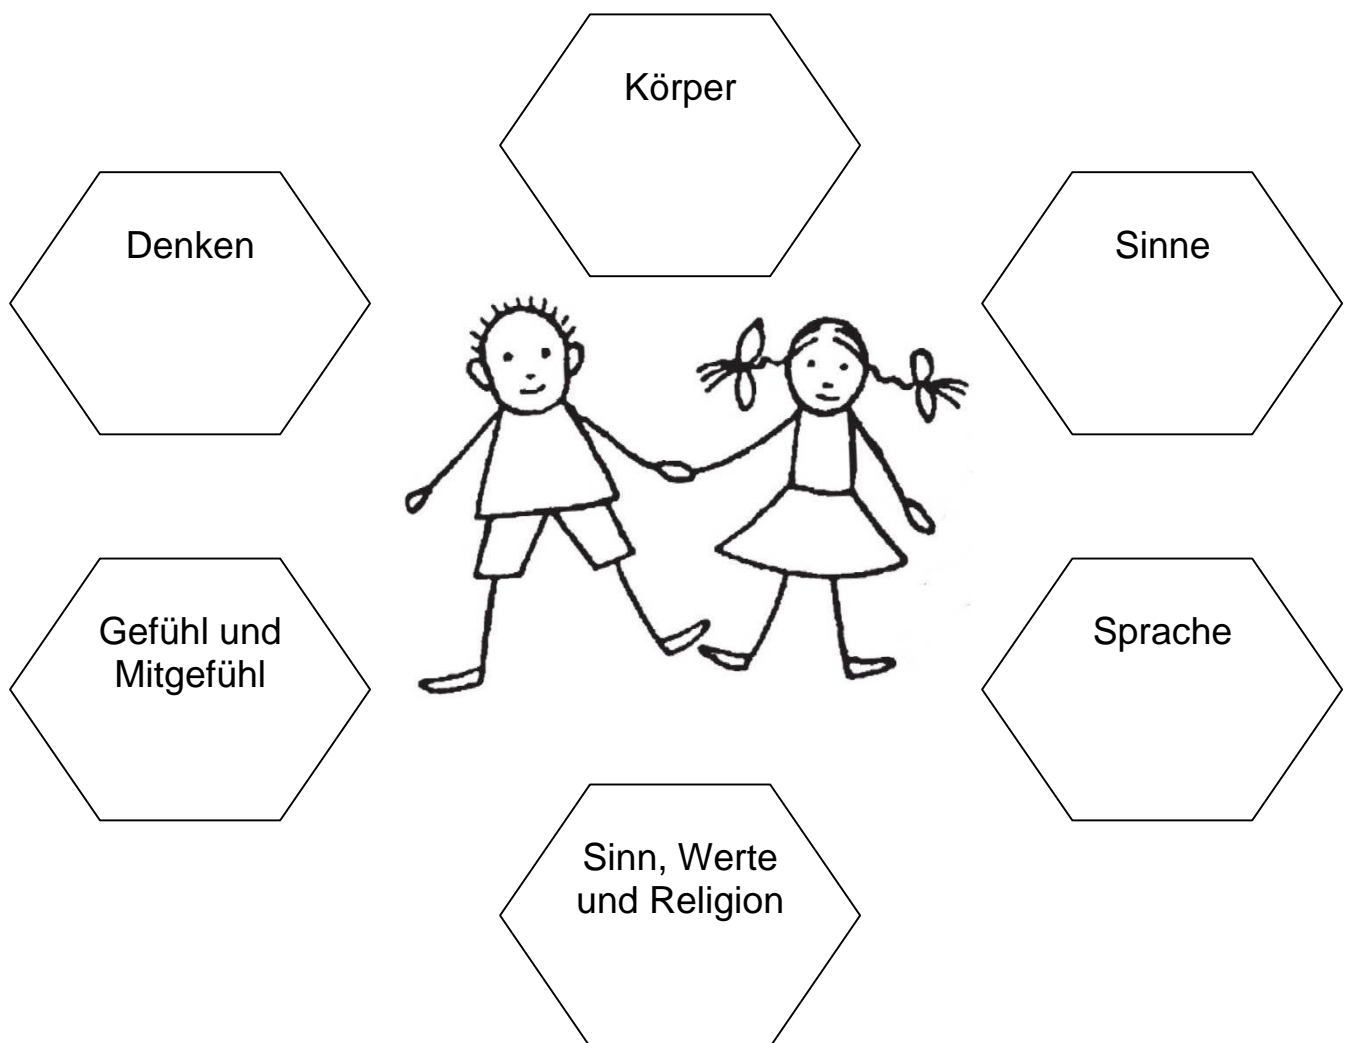 Körper
Denken
Sinne
Gefühl und
Mitgefühl
Sprache
Sinn, Werte
und Religion